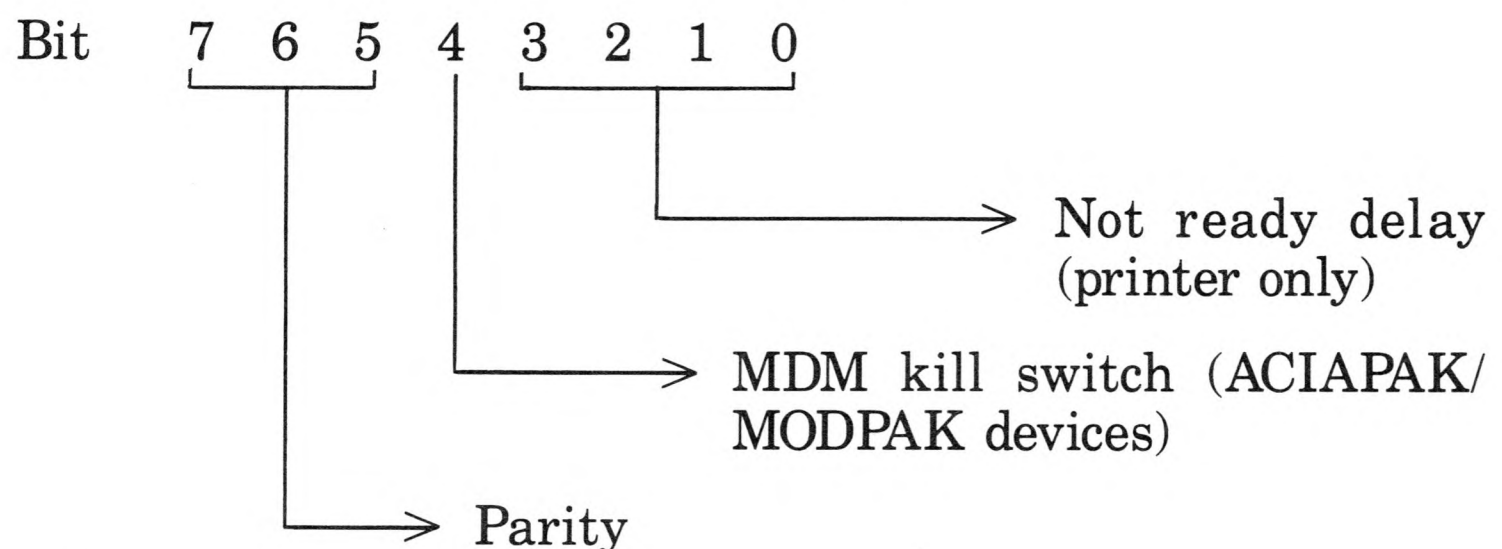 Bit 7 6 5 4 3 2 1 0
Not ready delay
(printer only)
MDM kill switch (ACIAPAK/
MODPAK devices)
Parity